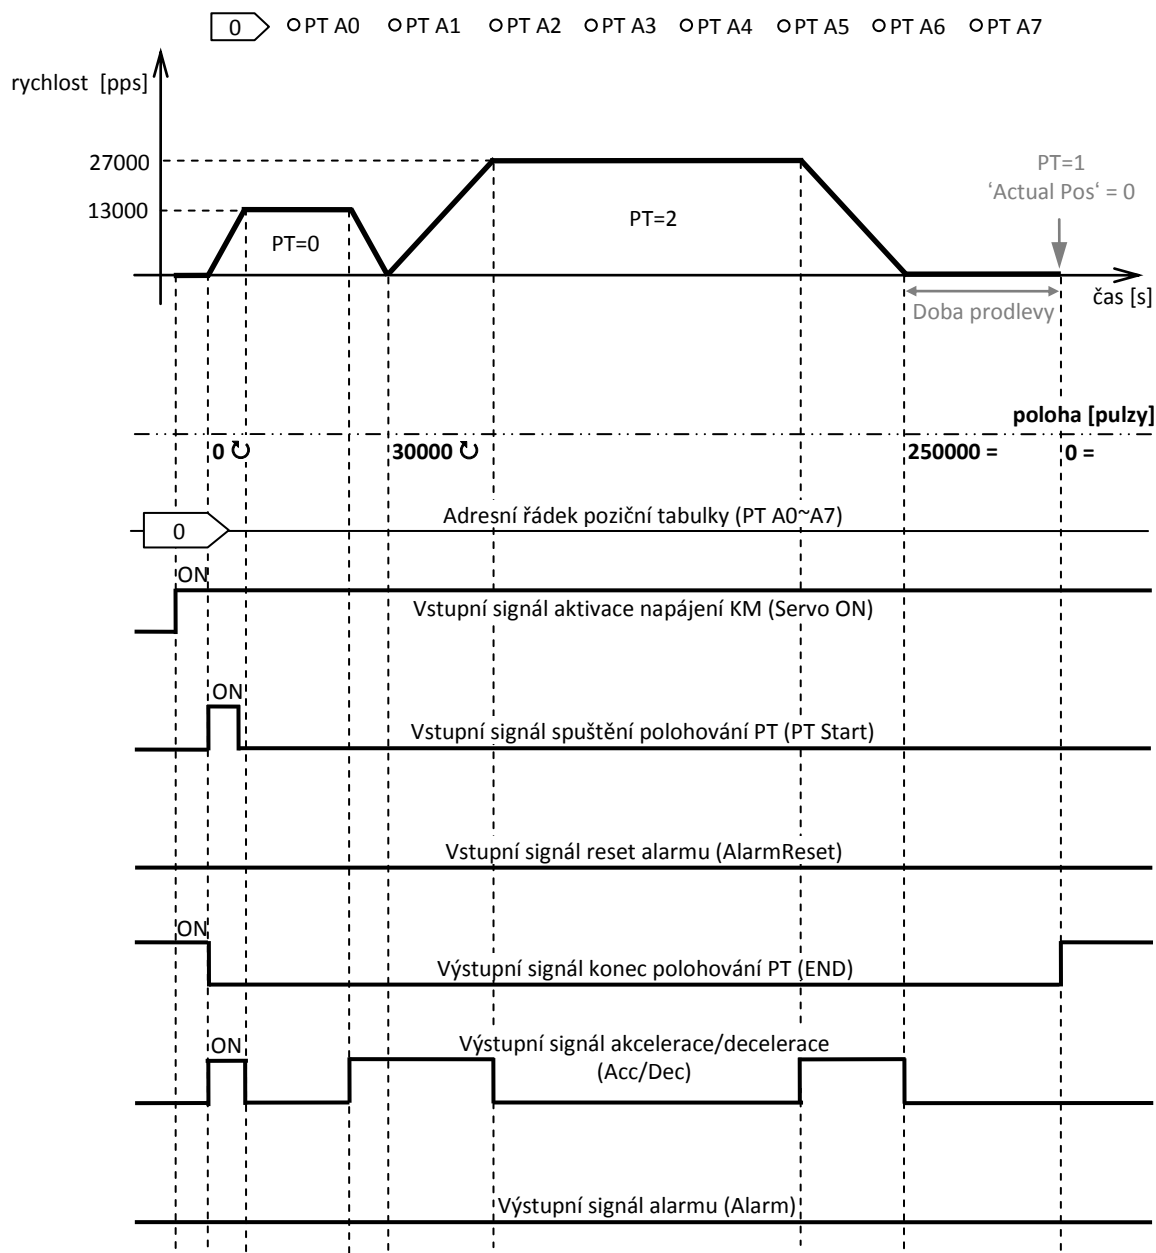 0 PT A0 PT A1 PT A2 PT A3 PT A4 PT A5 PT A6 PT A7
rychlost [pps]
27000
13000
PT=0
PT=2
PT=1
‘Actual Pos‘ = 0
čas [s]
Doba prodlevy
poloha [pulzy]
0 ↻ 30000 ↻ 250000 = 0 =
Adresní řádek poziční tabulky (PT A0~A7)
0
ON
Vstupní signál aktivace napájení KM (Servo ON)
ON
Vstupní signál spuštění polohování PT (PT Start)
Vstupní signál reset alarmu (AlarmReset)
ON
Výstupní signál konec polohování PT (END)
ON
Výstupní signál akcelerace/decelerace
(Acc/Dec)
Výstupní signál alarmu (Alarm)